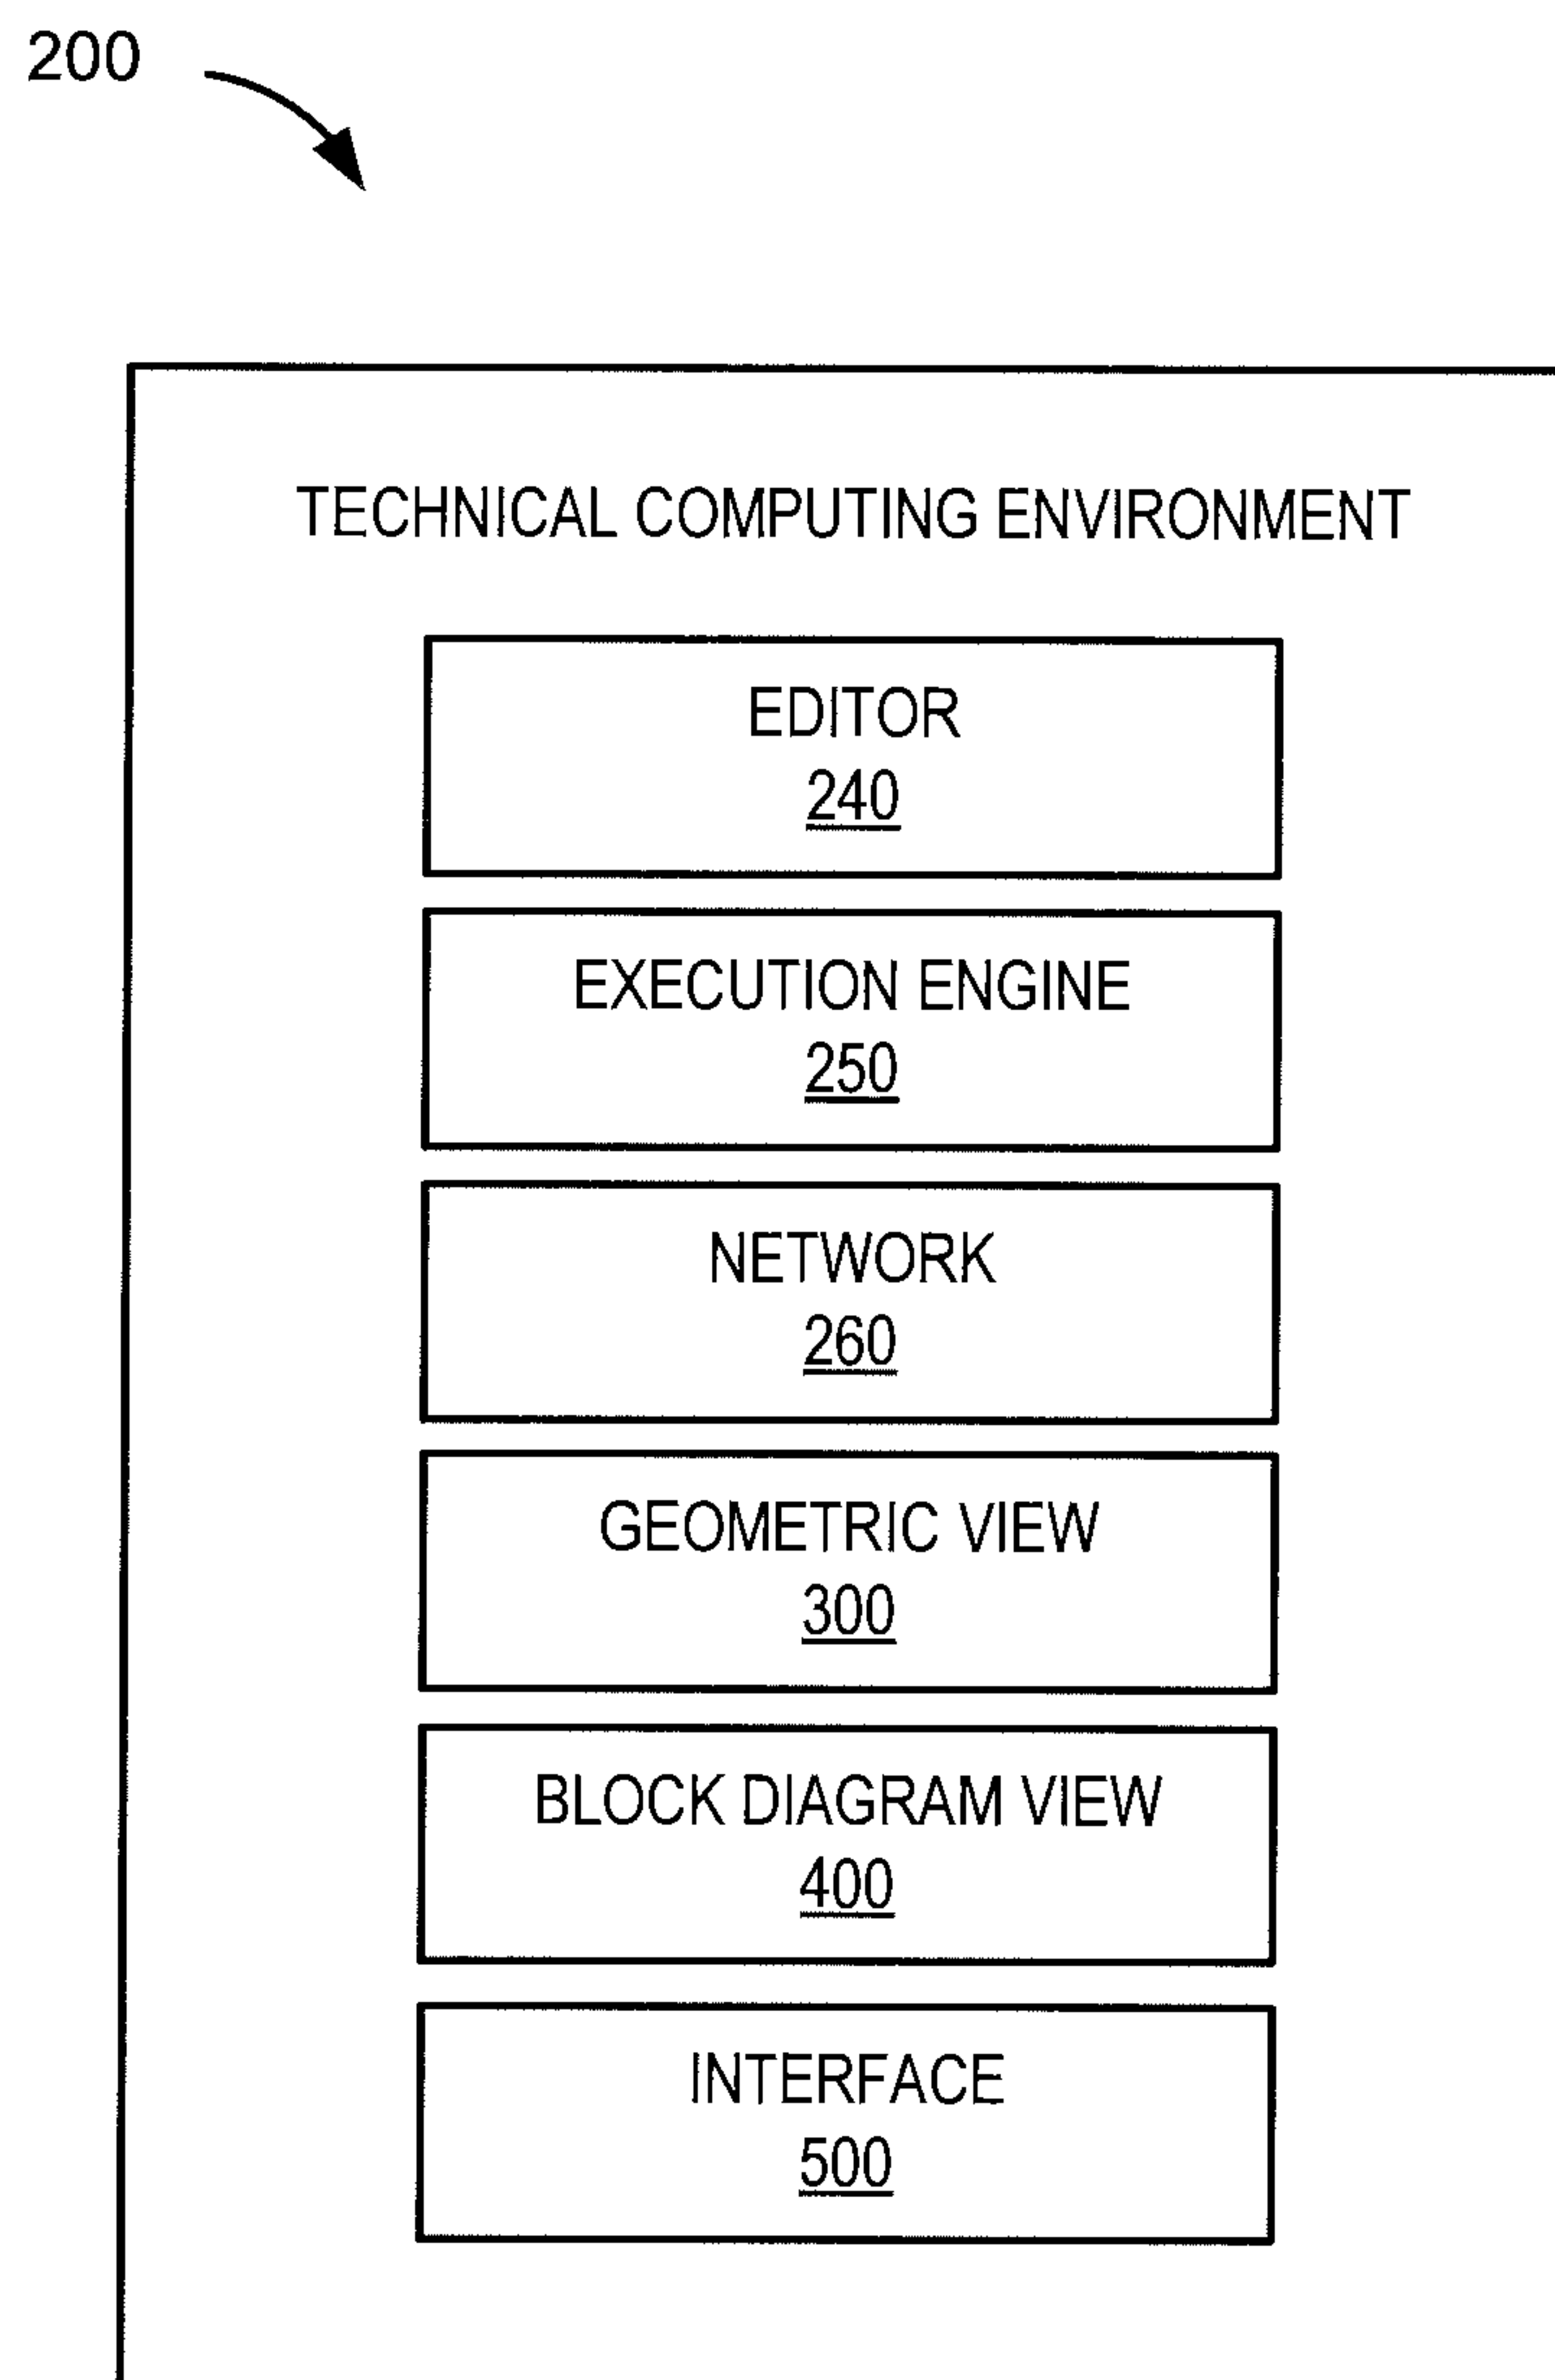 200
TECHNICAL COMPUTING ENVIRONMENT
EDITOR
240
EXECUTION ENGINE
250
NETWORK
260
GEOMETRIC VIEW
300
BLOCK DIAGRAM VIEW
400
INTERFACE
500